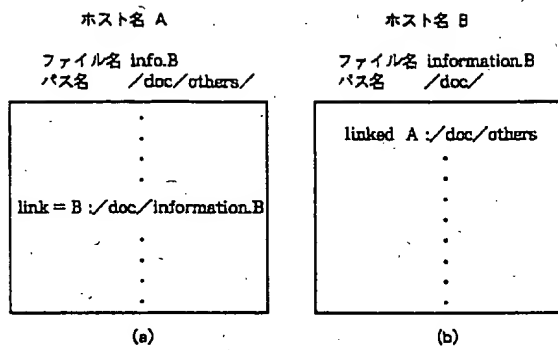 ホスト名 A
ファイル名 info.B
パス名 /doc/others/
link = B :/doc/information.B
(a)
ホスト名 B
ファイル名 information.B
パス名 /doc/
linked A :/doc/others
(b)